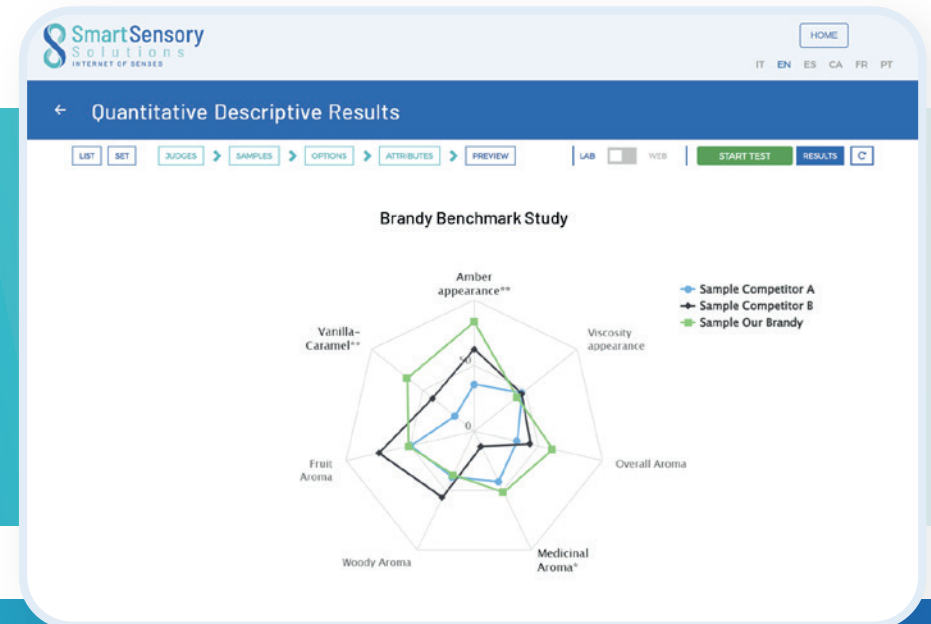 SmartSensory
Solutions
INTERNET OF SENSES
HOME
IT EN ES CA FR PT
← Quantitative Descriptive Results
LIST SET JUDGES SAMPLES OPTIONS ATTRIBUTES PREVIEW LAB WEB START TEST RESULTS
Brandy Benchmark Study
Amber
appearance**
Sample Competitor A
Sample Competitor B
Sample Our Brandy
Vanilla-
Caramel**
Viscosity
appearance
50
0
Fruit
Aroma
Overall Aroma
Woody Aroma
Medicinal
Aroma*